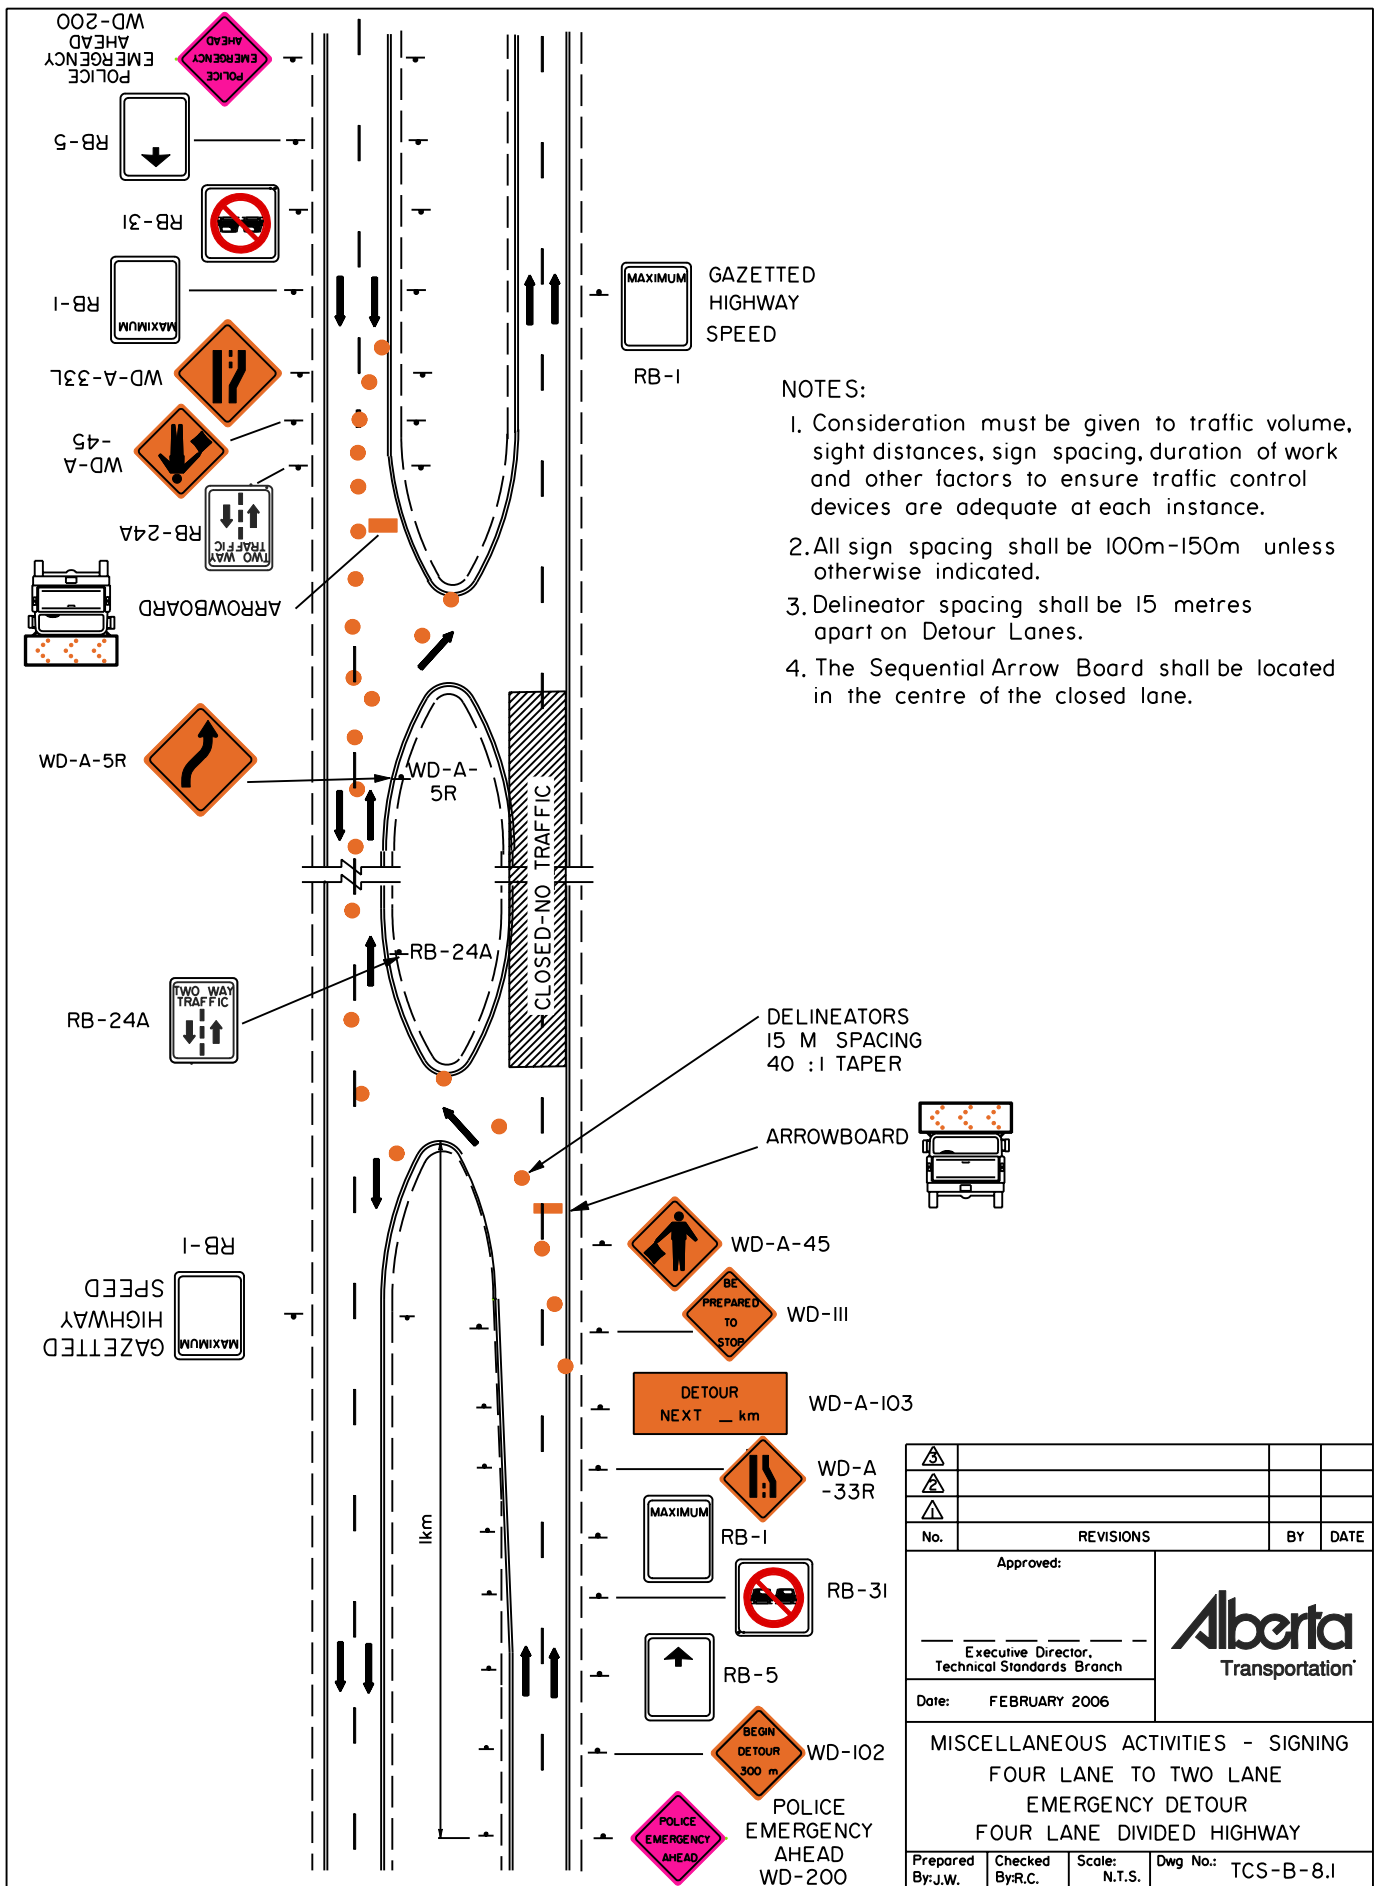 WD-200
AHEAD
EMERGENCY
POLICE
POLICE
EMERGENCY
AHEAD
RB-5
RB-31
RB-1
MAXIMUM
WD-A-33L
WD-A
-45
RB-24A
TWO WAY
TRAFFIC
ARROWBOARD
MAXIMUM
GAZETTED
HIGHWAY
SPEED
RB-1
NOTES:
1. Consideration must be given to traffic volume,
sight distances, sign spacing, duration of work
and other factors to ensure traffic control
devices are adequate at each instance.
2. All sign spacing shall be 100m-150m unless
otherwise indicated.
3. Delineator spacing shall be 15 metres
apart on Detour Lanes.
4. The Sequential Arrow Board shall be located
in the centre of the closed lane.
WD-A-5R
WD-A-
5R
CLOSED-NO TRAFFIC
RB-24A
RB-24A
TWO WAY
TRAFFIC
DELINEATORS
15 M SPACING
40 :1 TAPER
ARROWBOARD
RB-1
GAZETTED
HIGHWAY
SPEED
MAXIMUM
1km
WD-A-45
BE
PREPARED
TO
STOP
WD-111
DETOUR
NEXT _ km
WD-A-103
WD-A
-33R
MAXIMUM
RB-1
RB-31
RB-5
BEGIN
DETOUR
300 m
WD-102
POLICE
EMERGENCY
AHEAD
POLICE
EMERGENCY
AHEAD
WD-200
3
2
1
No. REVISIONS BY DATE
Approved:
Executive Director,
Technical Standards Branch
Alberta
Transportation
Date: FEBRUARY 2006
MISCELLANEOUS ACTIVITIES - SIGNING
FOUR LANE TO TWO LANE
EMERGENCY DETOUR
FOUR LANE DIVIDED HIGHWAY
Prepared
By:J.W.
Checked
By:R.C.
Scale:
N.T.S.
Dwg No.: TCS-B-8.1